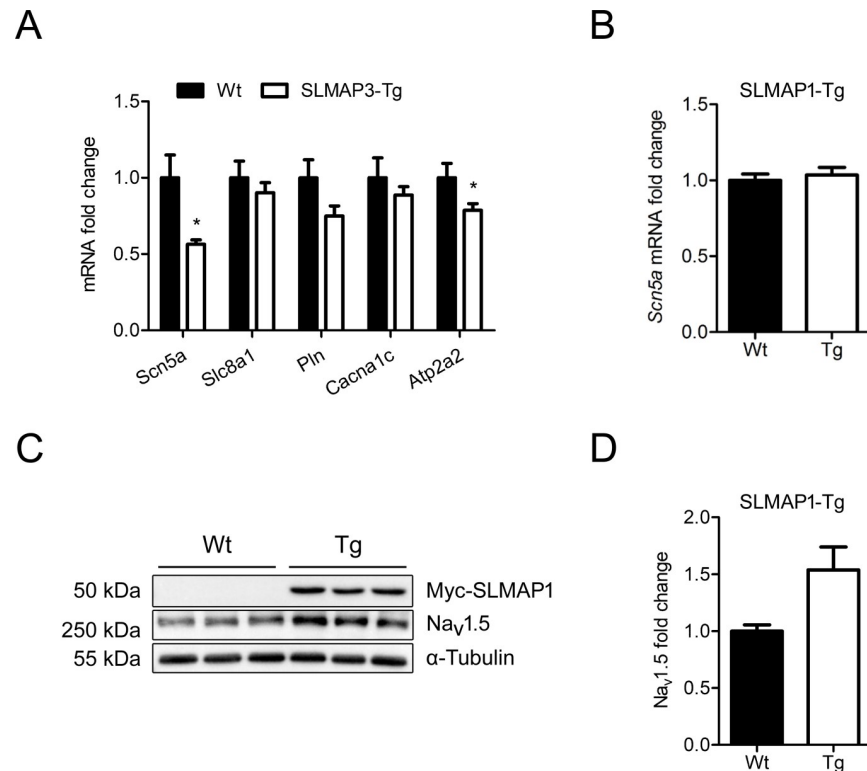 A
Wt SLMAP3-Tg
mRNA fold change
1.5
1.0
0.5
0.0
* *
Scn5a Slc8a1 Pln Cacna1c Atp2a2
B
SLMAP1-Tg
Scn5a mRNA fold change
1.5
1.0
0.5
0.0
Wt Tg
C
Wt Tg
50 kDa Myc-SLMAP1
250 kDa Nav1.5
55 kDa α-Tubulin
D
SLMAP1-Tg
Nav1.5 fold change
2.0
1.5
1.0
0.5
0.0
Wt Tg